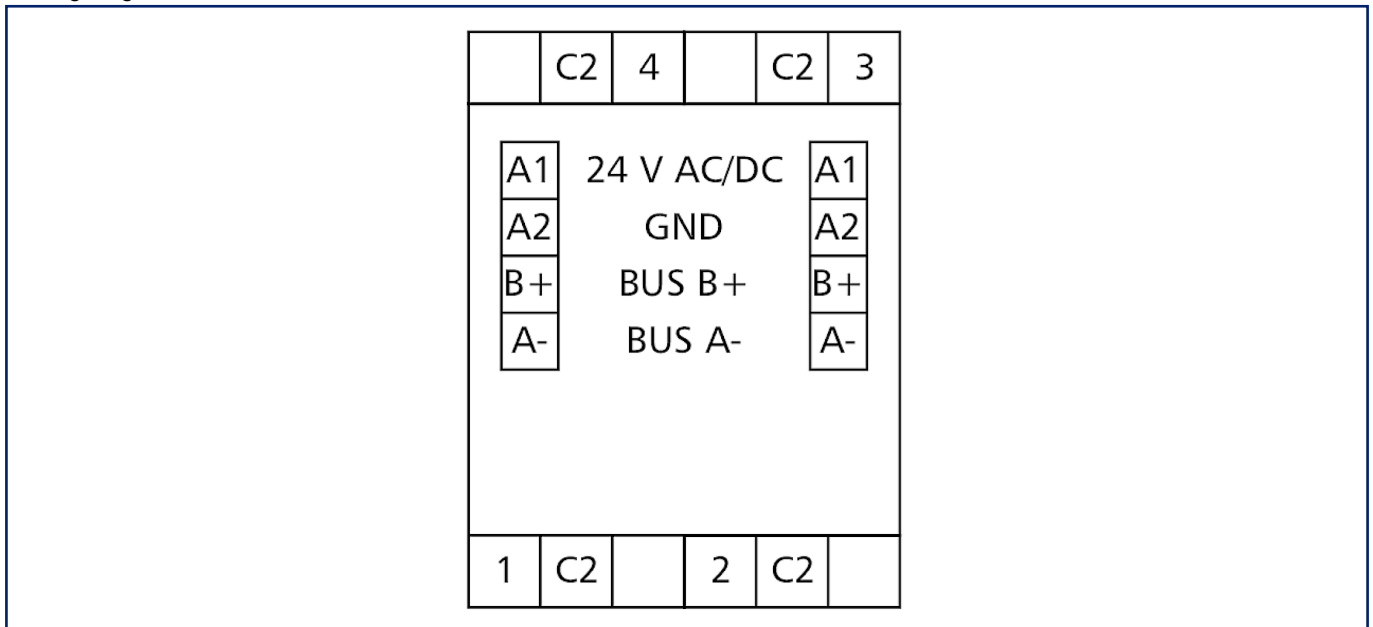 C2 4 C2 3
A1 24 V AC/DC A1
A2 GND A2
B+ BUS B+ B+
A- BUS A- A-
1 C2 2 C2